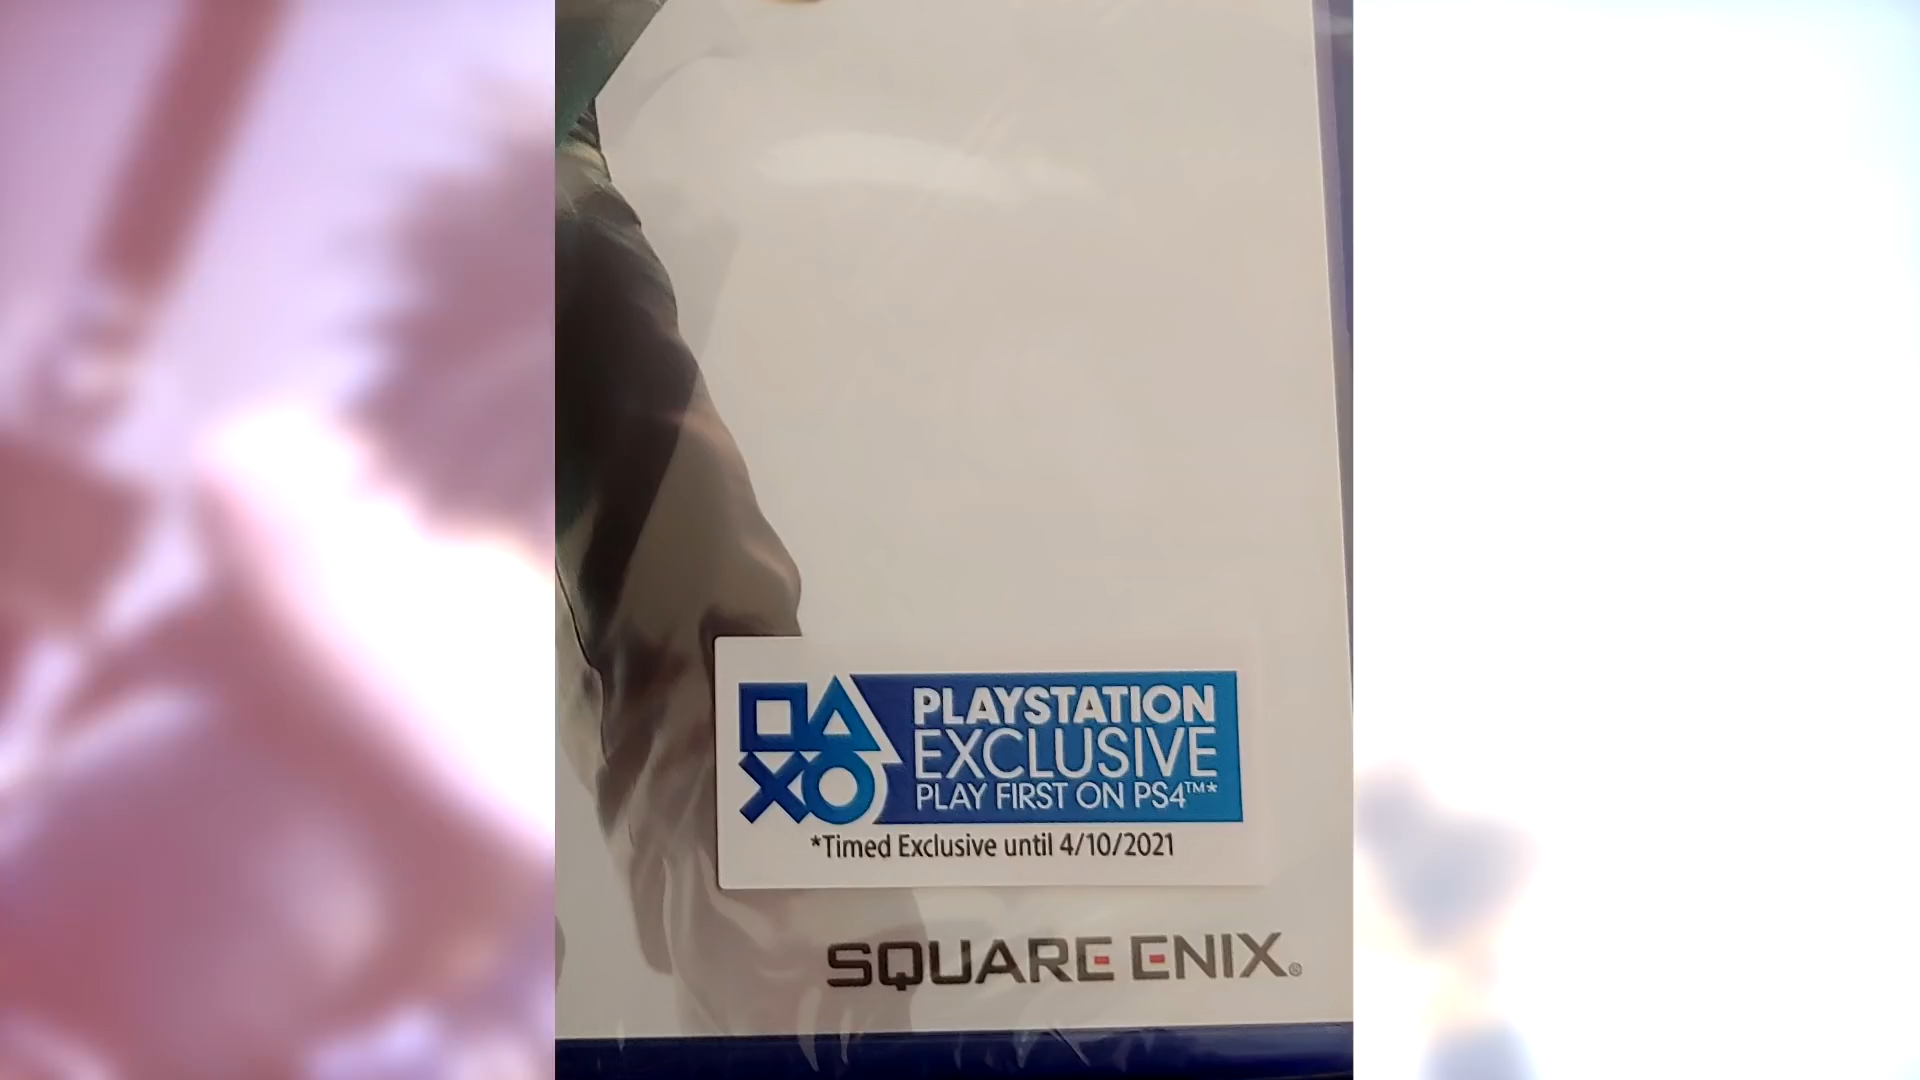 PLAYSTATION
EXCLUSIVE
PLAY FIRST ON PS4™*
*Timed Exclusive until 4/10/2021
SQUARE ENIX®